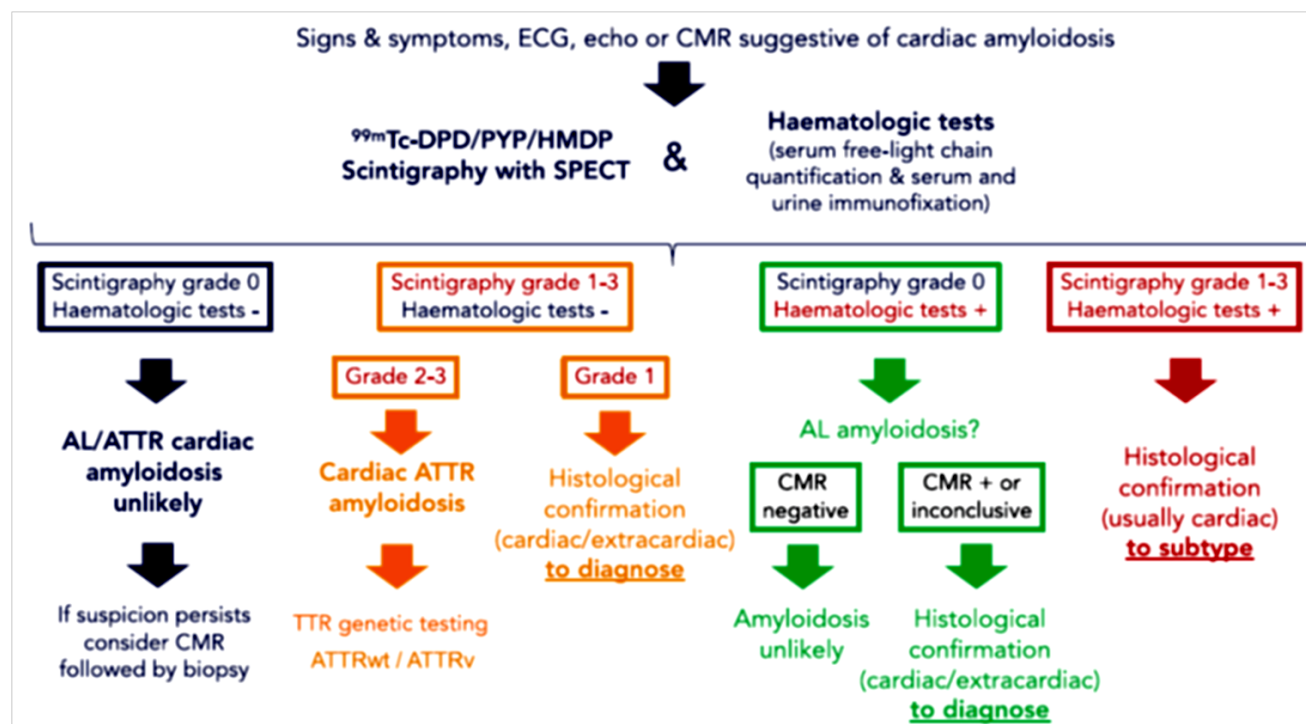 Signs & symptoms, ECG, echo or CMR suggestive of cardiac amyloidosis
⁹⁹ᵐTc-DPD/PYP/HMDP
Scintigraphy with SPECT
&
Haematologic tests
(serum free-light chain
quantification & serum and
urine immunofixation)
Scintigraphy grade 0
Haematologic tests -
AL/ATTR cardiac
amyloidosis
unlikely
If suspicion persists
consider CMR
followed by biopsy
Scintigraphy grade 1-3
Haematologic tests -
Grade 2-3
Cardiac ATTR
amyloidosis
TTR genetic testing
ATTRwt / ATTRv
Grade 1
Histological
confirmation
(cardiac/extracardiac)
to diagnose
Scintigraphy grade 0
Haematologic tests +
AL amyloidosis?
CMR
negative
Amyloidosis
unlikely
CMR + or
inconclusive
Histological
confirmation
(cardiac/extracardiac)
to diagnose
Scintigraphy grade 1-3
Haematologic tests +
Histological
confirmation
(usually cardiac)
to subtype